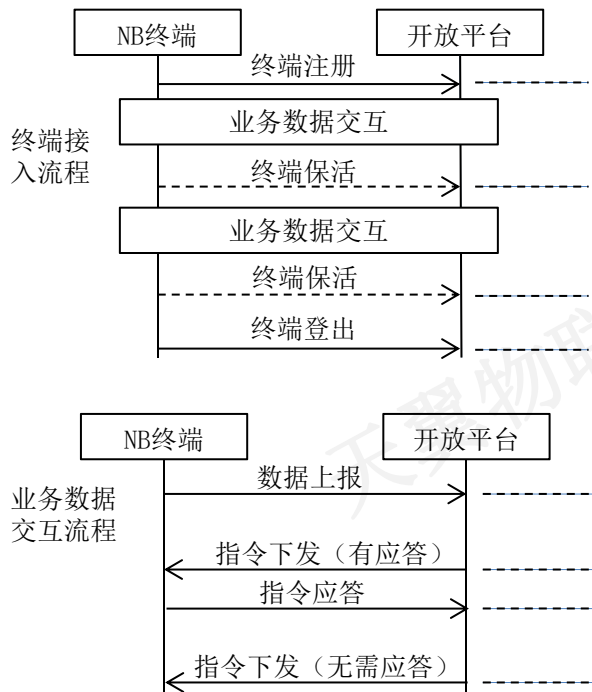 NB终端
开放平台
终端注册
业务数据交互
终端接
入流程
终端保活
业务数据交互
终端保活
终端登出
天翼物联
NB终端
开放平台
数据上报
业务数据
交互流程
指令下发（有应答）
指令应答
指令下发（无需应答）